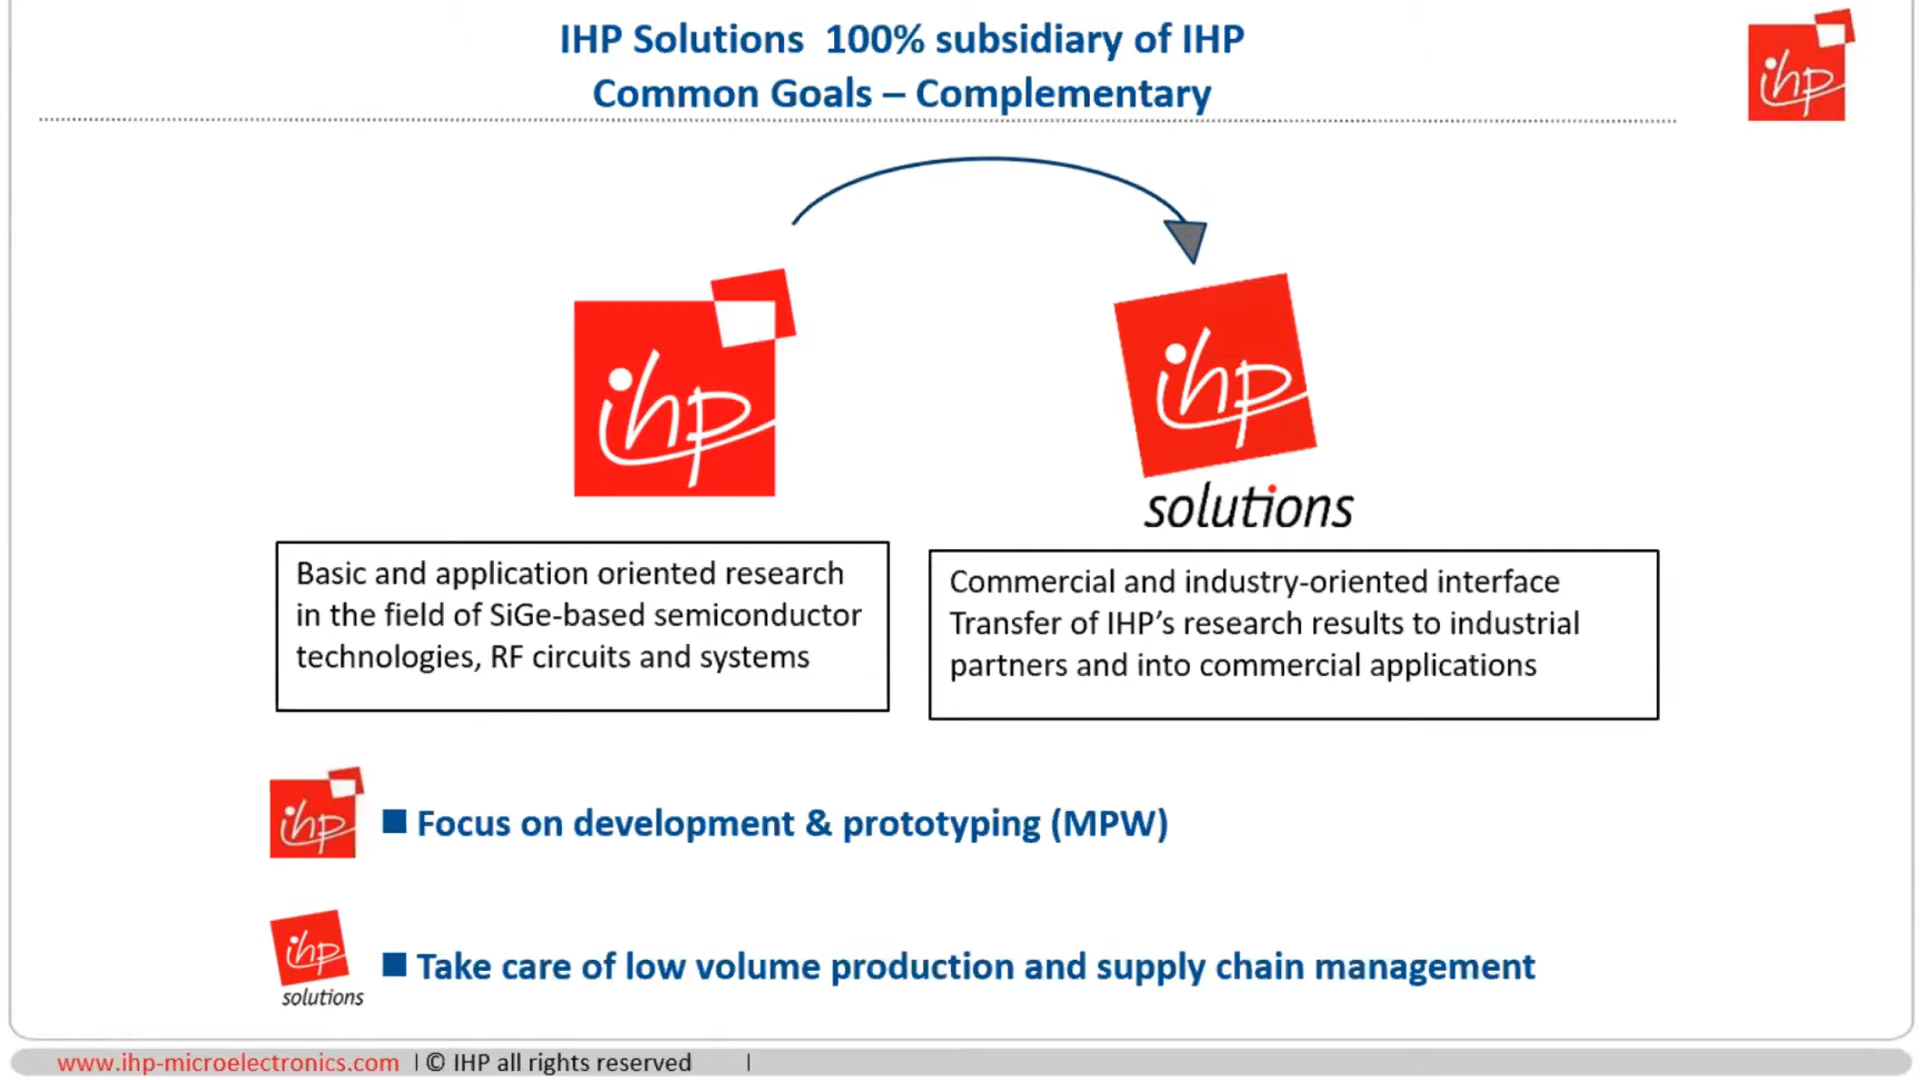 IHP Solutions 100% subsidiary of IHP
Common Goals – Complementary
ihp
ihp
ihp
solutions
Basic and application oriented research
in the field of SiGe-based semiconductor
technologies, RF circuits and systems
Commercial and industry-oriented interface
Transfer of IHP’s research results to industrial
partners and into commercial applications
ihp
Focus on development & prototyping (MPW)
ihp
solutions
Take care of low volume production and supply chain management
www.ihp-microelectronics.com | © IHP all rights reserved |